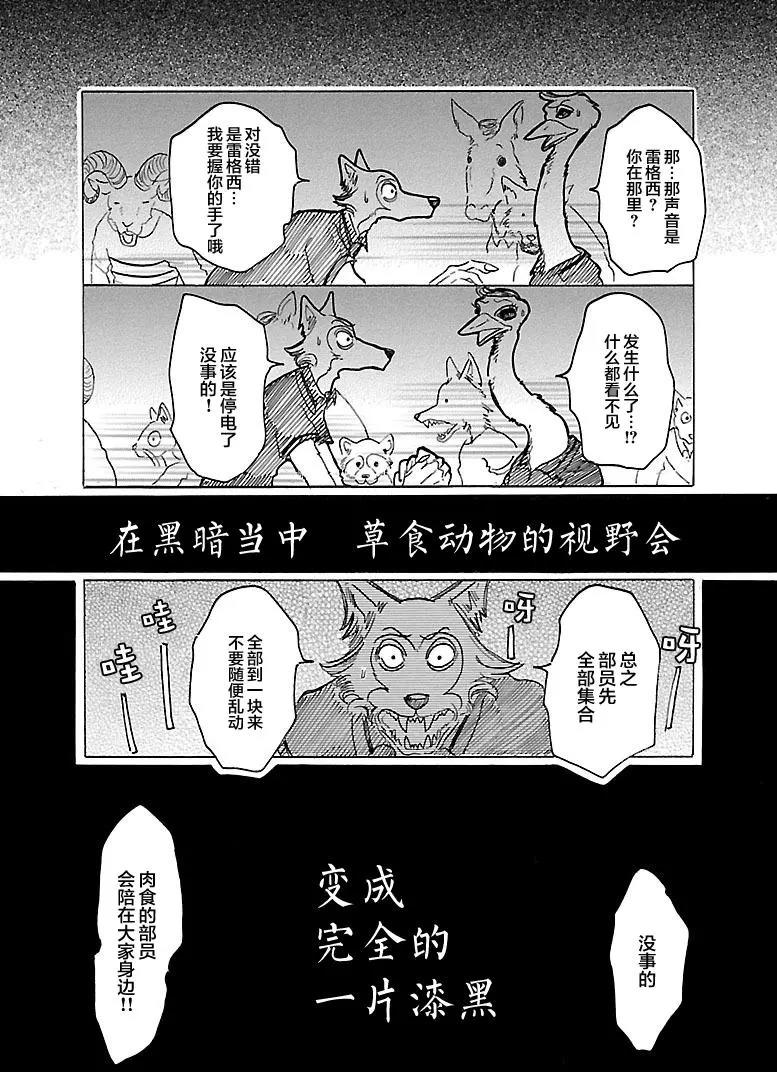 那…那声音是
雷格西?
你在那里?
对没错
是雷格西…
我要握你的手了哦
发生什么了…!?
什么都看不见
应该是停电了
没事的!
在黑暗当中 草食动物的视野会
呀
呀
总之
部员先
全部集合
全部到一块来
不要随便乱动
哇
哇
没事的
变成
完全的
一片漆黑
肉食的部员
会陪在大家身边!!